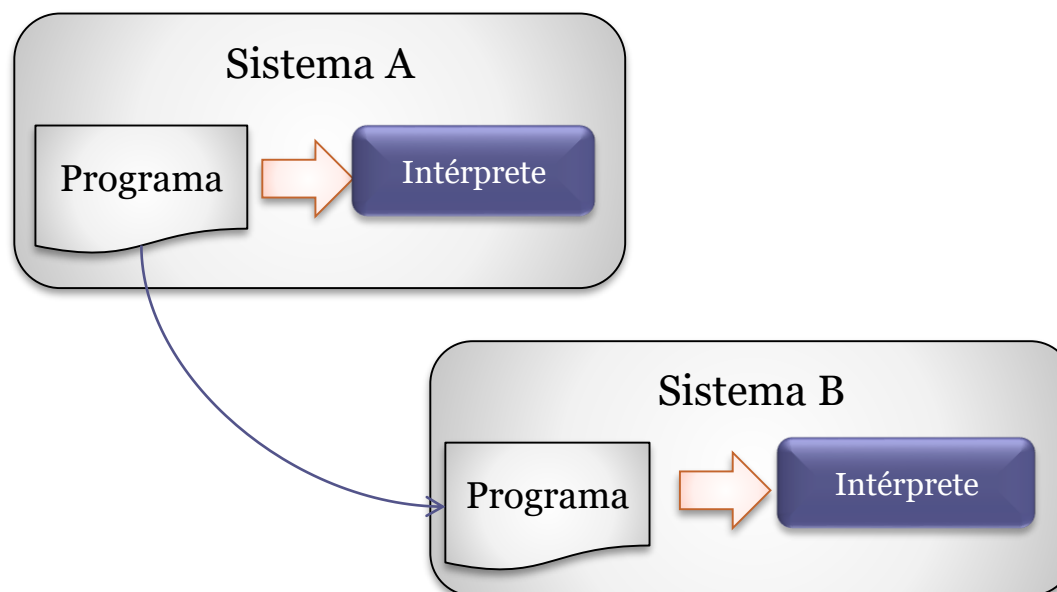 Sistema A
Programa
Intérprete
Sistema B
Programa
Intérprete